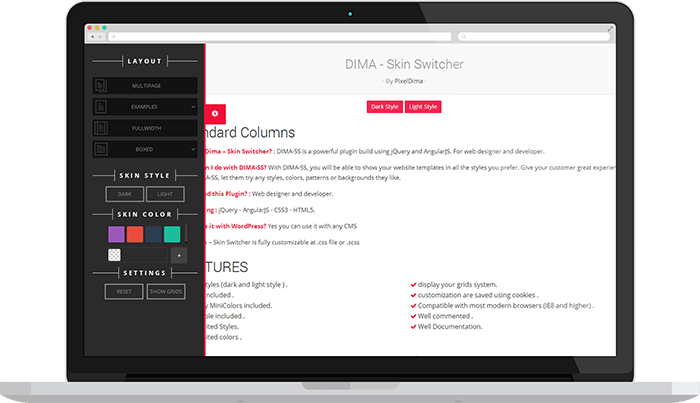 LAYOUT
MULTIPAGE
EXAMPLES
FULLWIDTH
BOXED
SKIN STYLE
DARK LIGHT
SKIN COLOR
+
SETTINGS
RESET SHOW GRIDS
DIMA - Skin Switcher
- By PixelDima -
Dark Style Light Style
ndard Columns
Dima – Skin Switcher? : DIMA-SS is a powerful plugin build using jQuery and AngularJS. For web designer and developer.
n I do with DIMA-SS? With DIMA-SS, you will be able to show your website templates in all the styles you prefer. Give your customer great experien
A-SS, let them try any styles, colors, patterns or backgrounds they like.
ed this Plugin? : Web designer and developer.
ng : jQuery - AngularJS - CSS3 - HTML5.
e it with WordPress? Yes you can use it with any CMS
– Skin Switcher is fully customizable at .css file or .scss
TURES
tyles (dark and light style ) .
ncluded .
y MiniColors included.
ble included .
ited Styles.
ited colors .
display your grids system.
customization are saved using cookies .
Compatible with most modern browsers (IE8 and higher) .
Well commented .
Well Documentation.